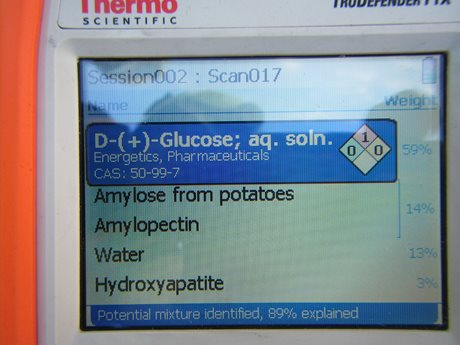 Thermo
SCIENTIFIC
TRUDEFENDER FTX
Session002 : Scan017
Name Weight
D-(+)-Glucose; aq. soln.
Energetics, Pharmaceuticals
CAS: 50-99-7
0 1 0
59%
Amylose from potatoes
Amylopectin
14%
Water 13%
Hydroxyapatite 3%
Potential mixture identified, 89% explained